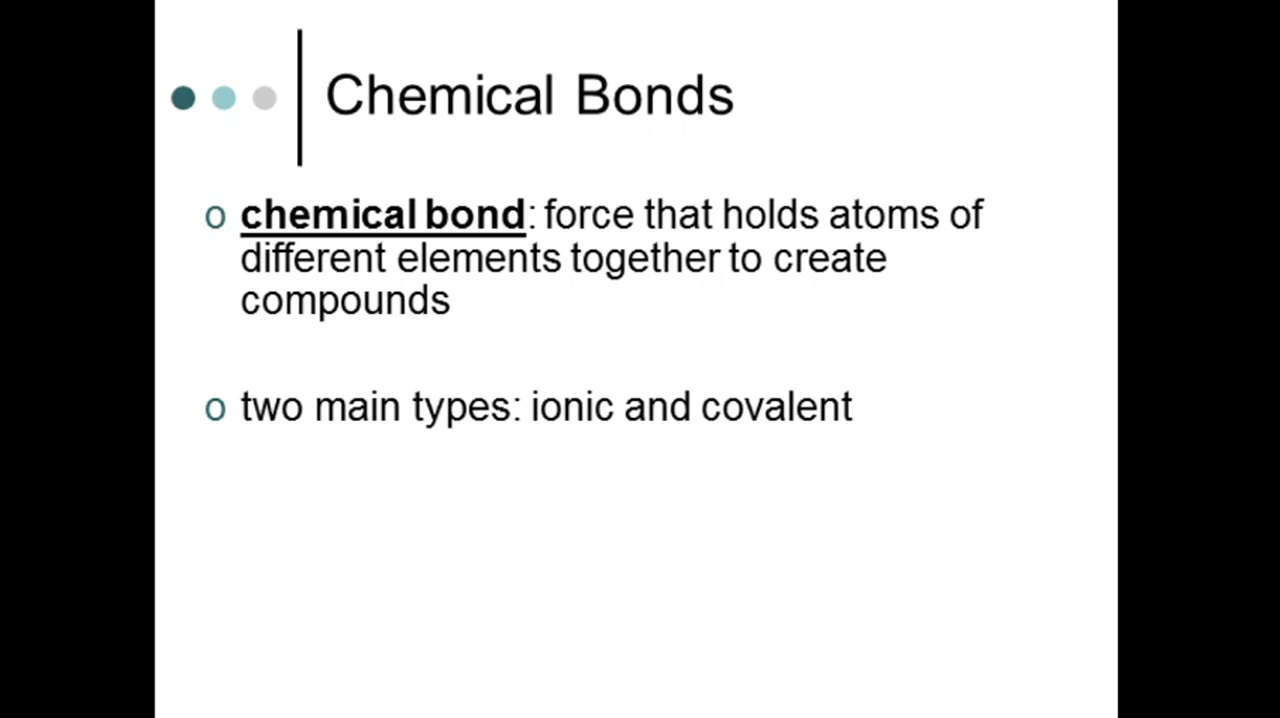 Chemical Bonds
o chemical bond: force that holds atoms of
different elements together to create
compounds
o two main types: ionic and covalent